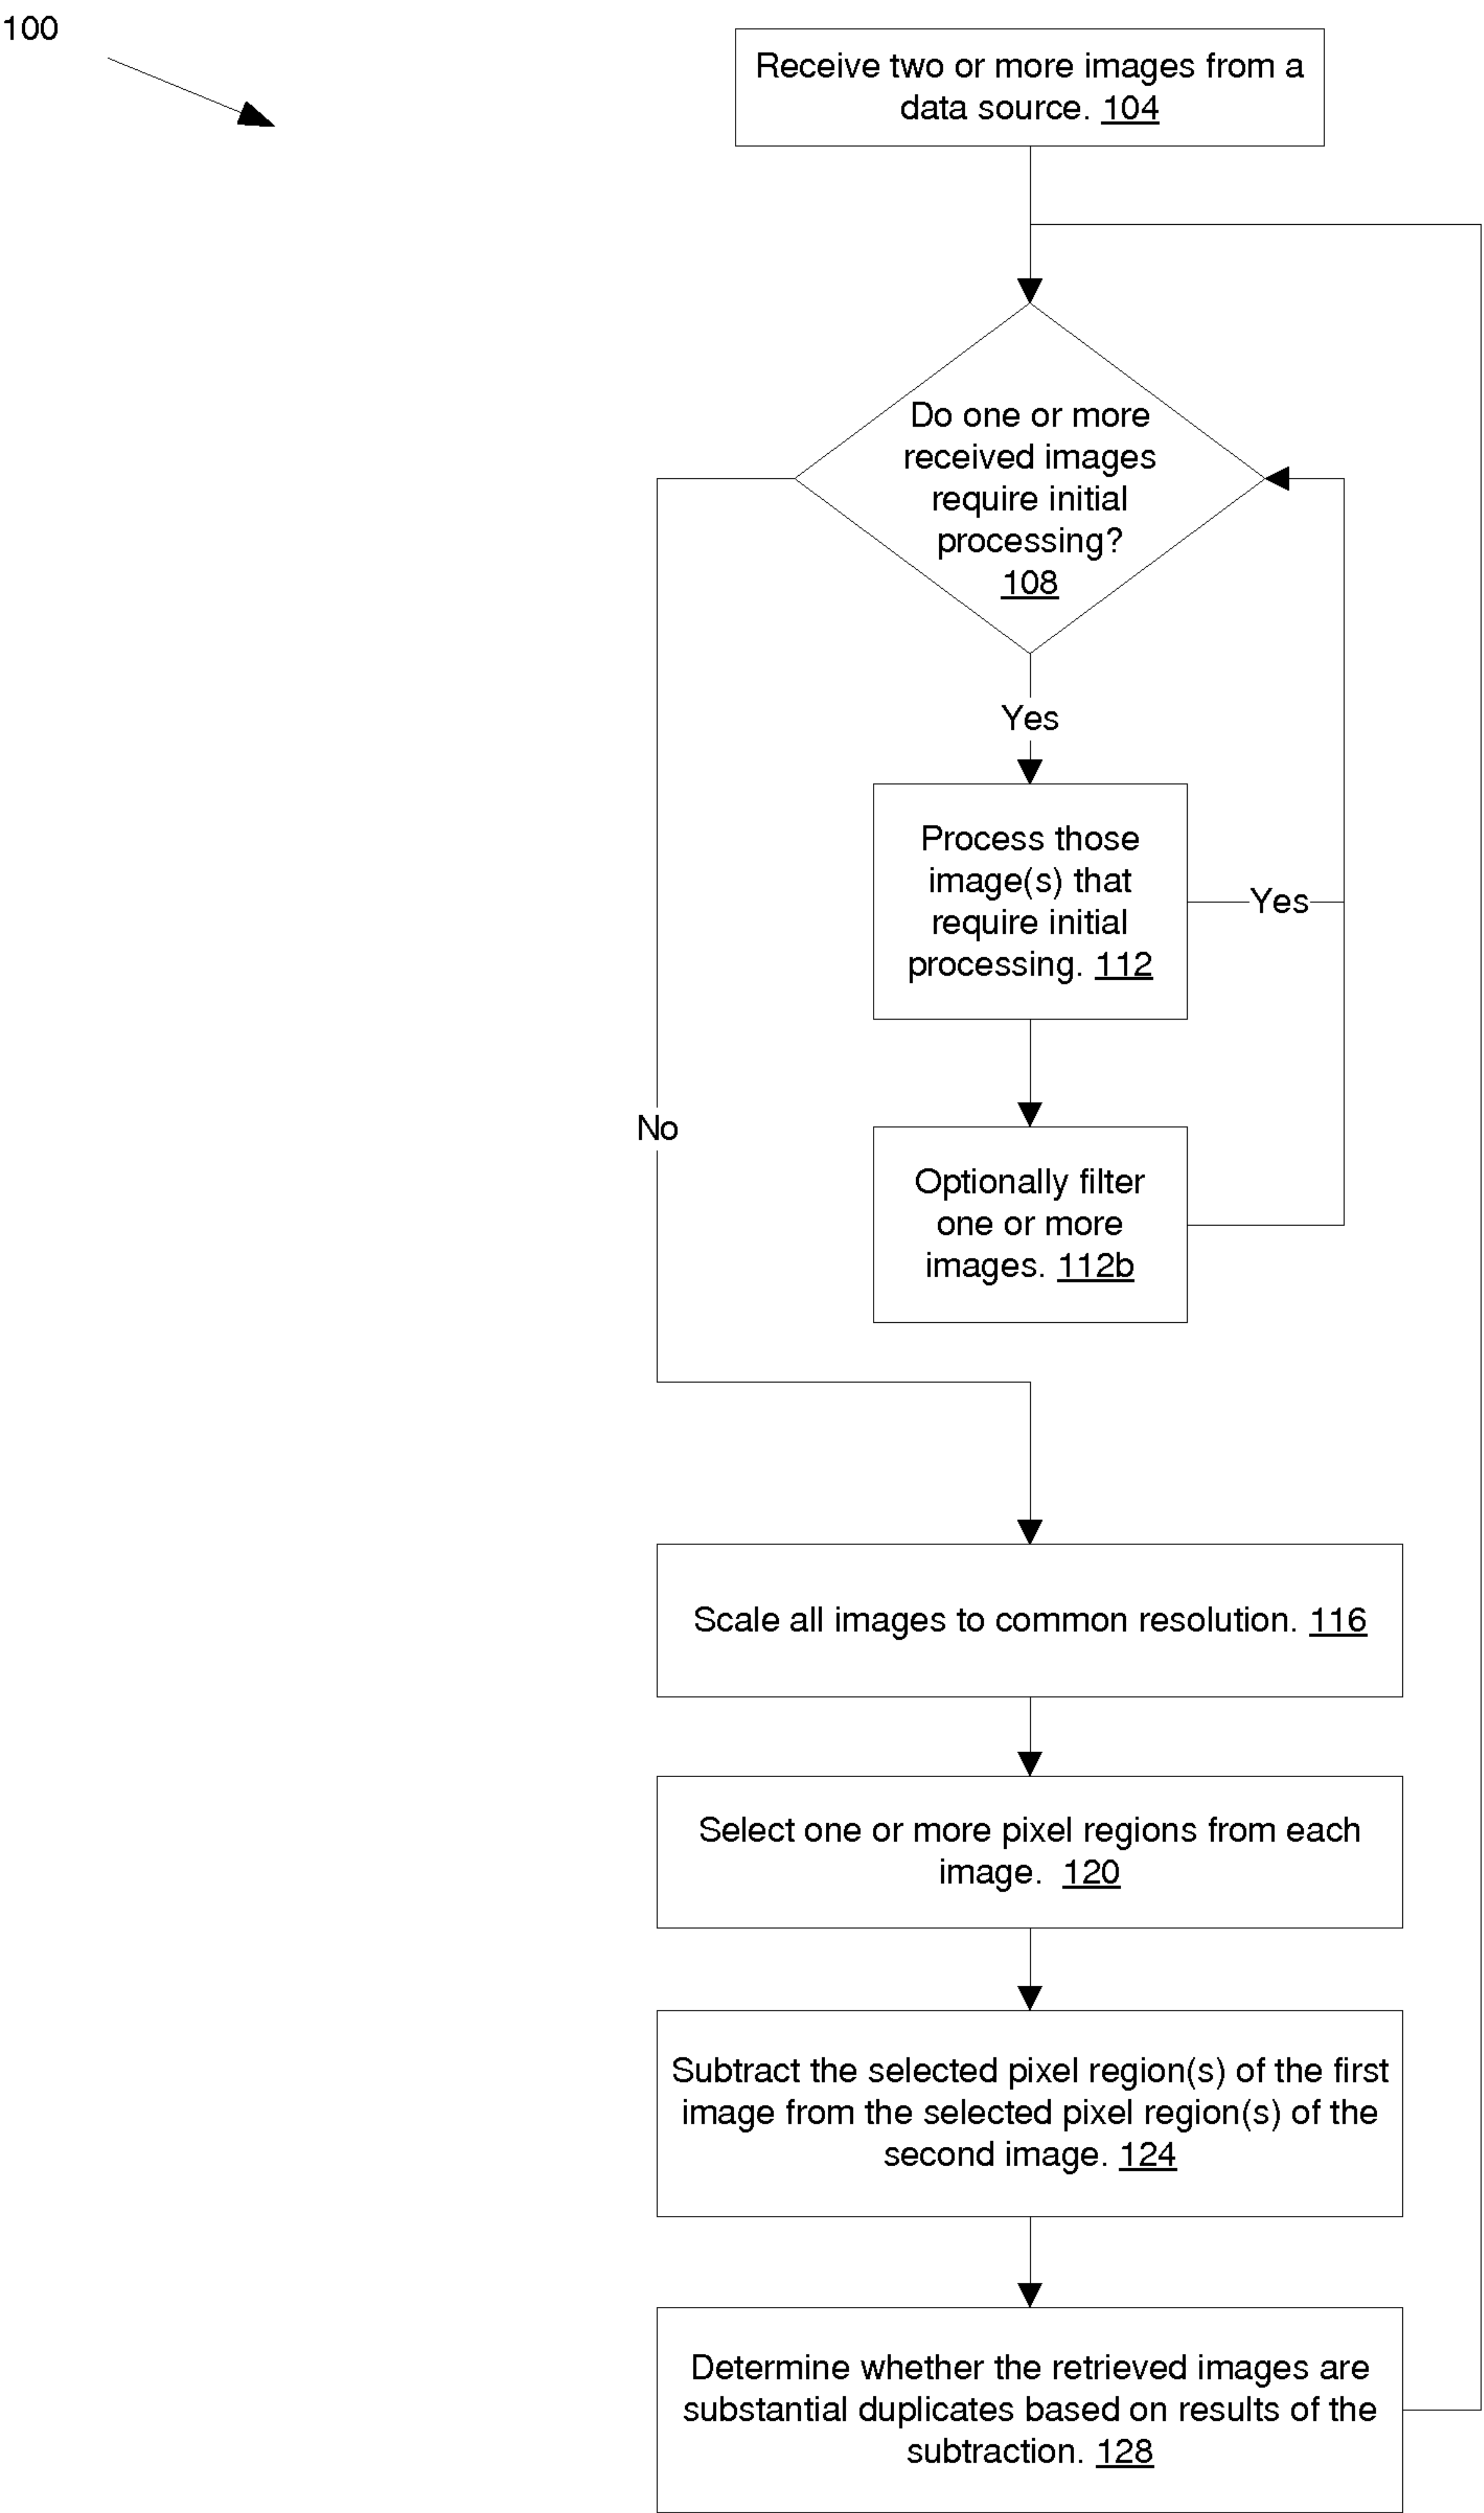 100
Receive two or more images from a
data source. 104
Do one or more
received images
require initial
processing?
108
Yes
Process those
image(s) that
require initial
processing. 112
Yes
No
Optionally filter
one or more
images. 112b
Scale all images to common resolution. 116
Select one or more pixel regions from each
image. 120
Subtract the selected pixel region(s) of the first
image from the selected pixel region(s) of the
second image. 124
Determine whether the retrieved images are
substantial duplicates based on results of the
subtraction. 128